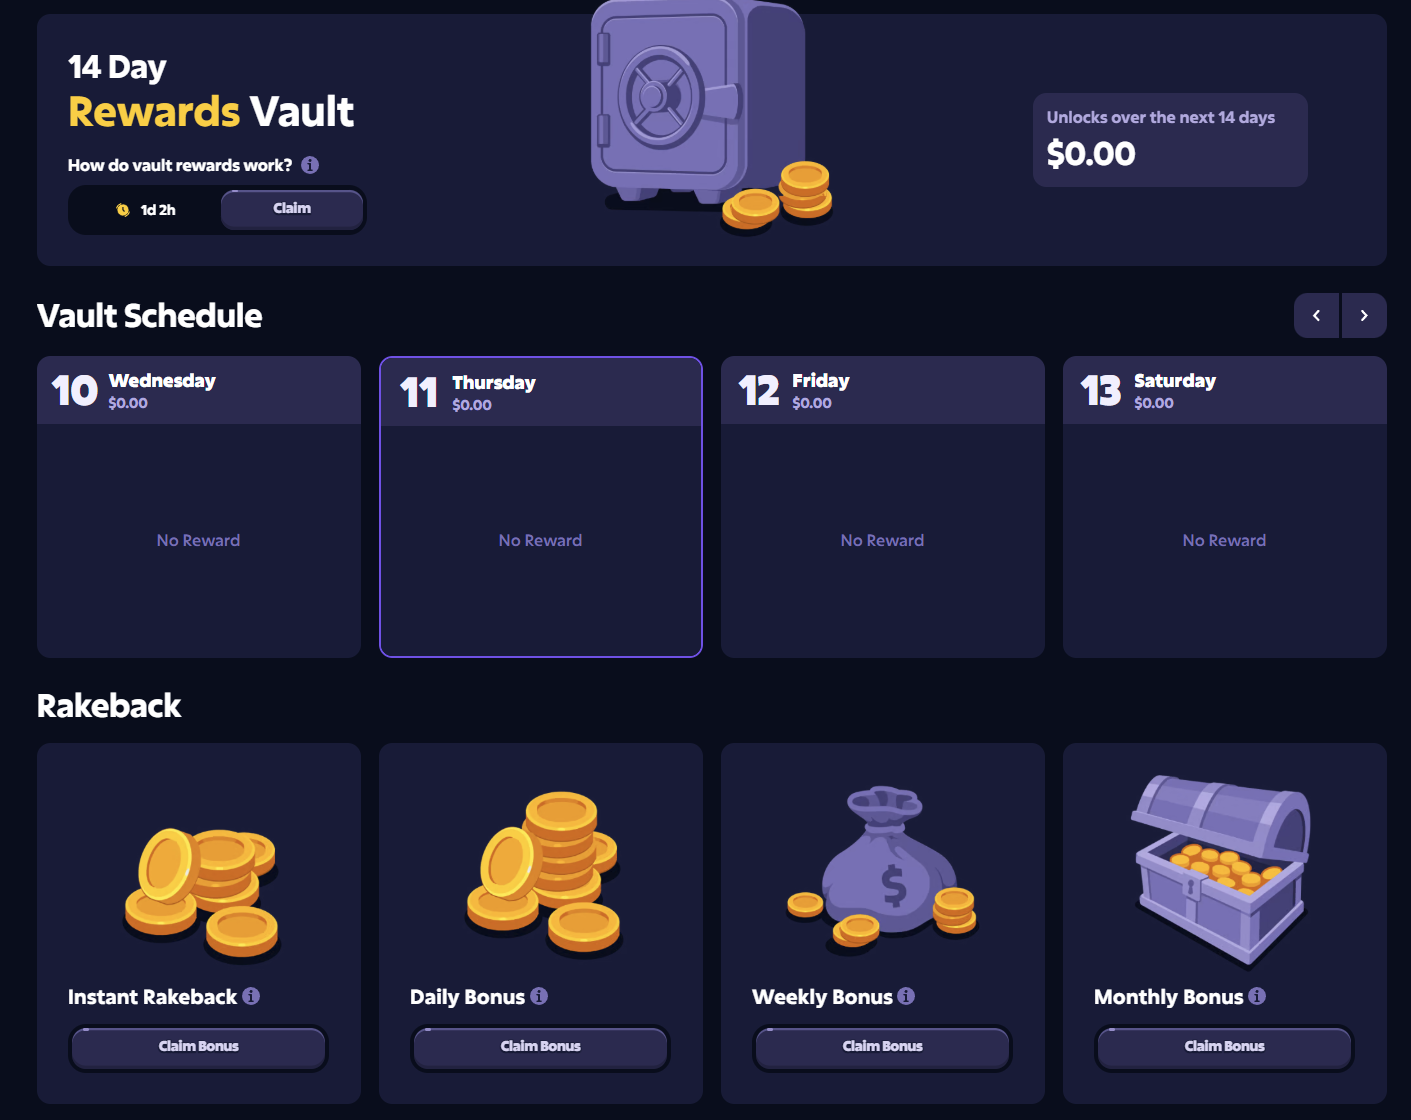 14 Day
Rewards Vault
How do vault rewards work? i
1d 2h
Claim
Unlocks over the next 14 days
$0.00
Vault Schedule
10 Wednesday
$0.00
No Reward
11 Thursday
$0.00
No Reward
12 Friday
$0.00
No Reward
13 Saturday
$0.00
No Reward
Rakeback
$
Instant Rakeback i
Claim Bonus
Daily Bonus i
Claim Bonus
Weekly Bonus i
Claim Bonus
Monthly Bonus i
Claim Bonus